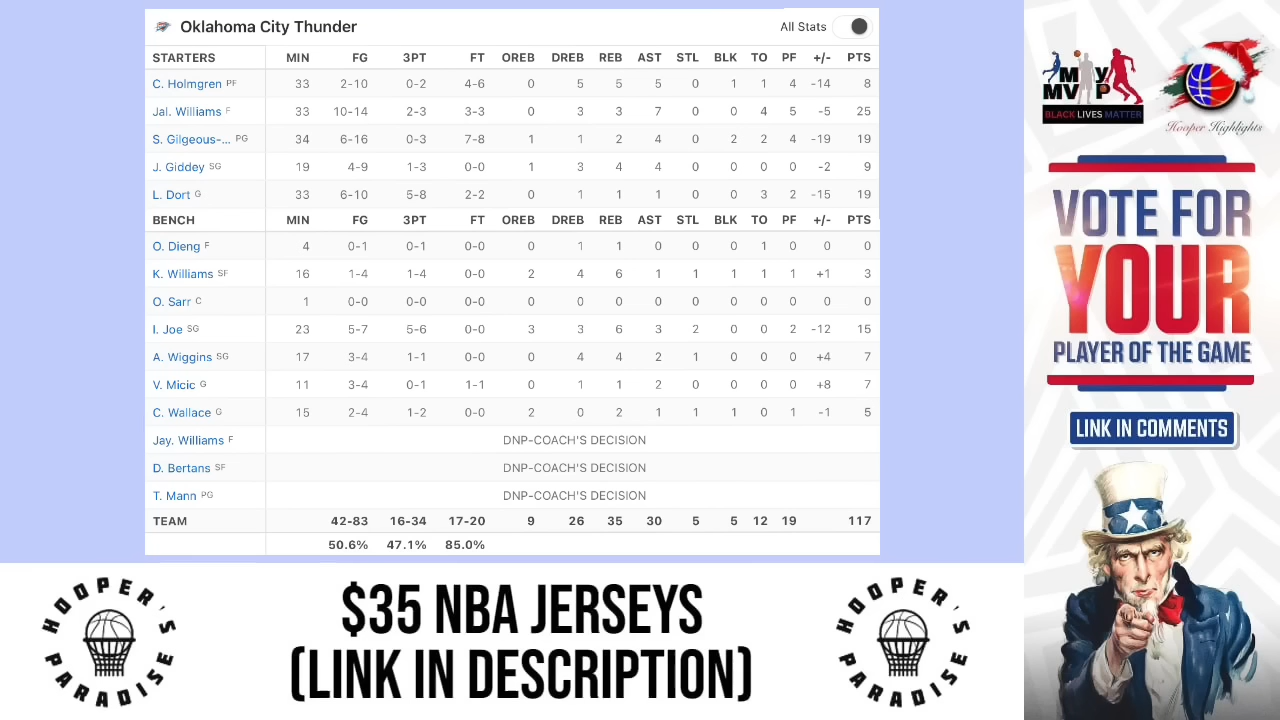 Oklahoma City Thunder All Stats
STARTERS MIN FG 3PT FT OREB DREB REB AST STL BLK TO PF +/- PTS
C. Holmgren PF 33 2-10 0-2 4-6 0 5 5 5 0 1 1 4 -14 8
Jal. Williams F 33 3-3 0 3 3 7 0 0 4 -5 25
S. Gilgeous-... PG 34 6-16 0-3 7-8 1 2 4 0 2 2 4 -19 19
J. Giddey SG 19 4-9 0-3 0-0 1 3 4 4 0 0 0 -2 9
L. Dort G 33 6-10 5-8 2-2 0 1 1 1 0 0 3 2 -15 19
BENCH MIN FG 3PT FT OREB DREB REB AST STL BLK TO PF +/- PTS
O. Dieng F 4 0-1 0-1 0-0 0 1 1 0 0 0 1 0 0 0
K. Williams SF 16 1-4 1-4 0-0 2 4 6 1 1 1 1 1 +1 3
O. Sarr C 1 0-0 0-0 0-0 0 0 0 0 0 0 0 0 0 0
I. Joe SG 23 5-7 5-6 0-0 3 3 6 3 2 0 0 2 -12 15
A. Wiggins SG 17 3-4 1-1 0-0 0 4 4 2 1 0 0 0 +4 7
V. Micic G 11 3-4 0-1 1-1 0 1 1 2 0 0 0 0 +8 7
C. Wallace G 15 2-4 1-2 0-0 2 0 2 1 1 1 0 1 -1 5
Jay. Williams F DNP-COACH'S DECISION
D. Bertans SF DNP-COACH'S DECISION
T. Mann PG DNP-COACH'S DECISION
TEAM 42-83 16-34 17-20 9 26 35 30 5 5 12 19 117
50.6% 47.1% 85.0%
MY
MVP
BLACK LIVES MATTER
Hooper Highlights
VOTE FOR
YOUR
PLAYER OF THE GAME
LINK IN COMMENTS
HOOPER'S
PARADISE
$35 NBA JERSEYS
(LINK IN DESCRIPTION)
HOOPER'S
PARADISE